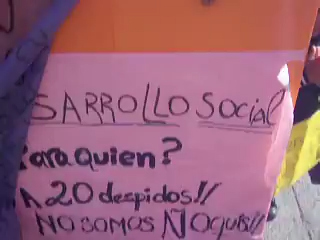 SARROLLO SOCiAL
Para Quien?
A 20 despidos!!
NO SOMOS ÑOQUIS!!